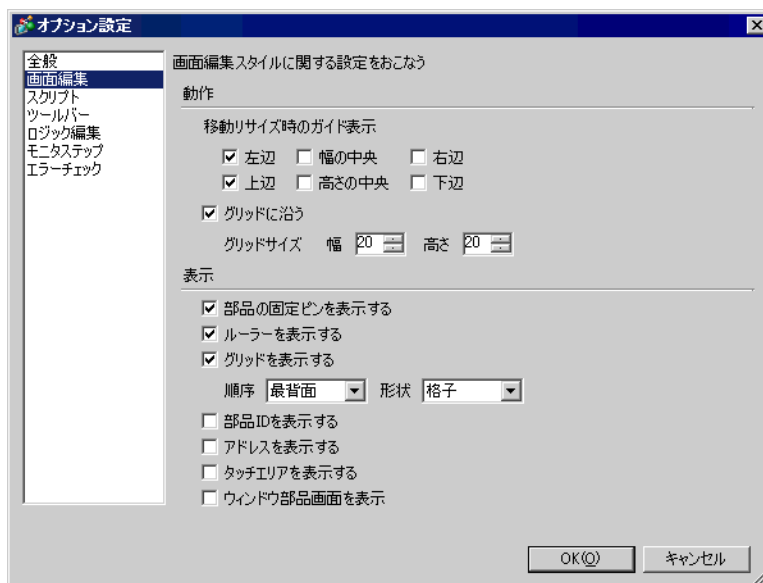 オプション設定
全般
画面編集
スクリプト
ツールバー
ロジック編集
モニタステップ
エラーチェック
画面編集スタイルに関する設定をおこなう
動作
移動リサイズ時のガイド表示
左辺 幅の中央 右辺
上辺 高さの中央 下辺
グリッドに沿う
グリッドサイズ 幅 20 高さ 20
表示
部品の固定ピンを表示する
ルーラーを表示する
グリッドを表示する
順序 最背面 形状 格子
部品IDを表示する
アドレスを表示する
タッチエリアを表示する
ウィンドウ部品画面を表示
OK(O) キャンセル